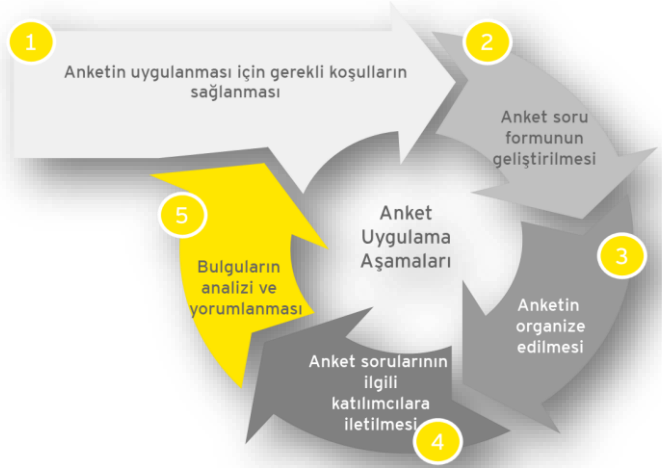 1
Anketin uygulanması için gerekli koşulların
sağlanması
2
Anket soru
formunun
geliştirilmesi
3
Anketin
organize
edilmesi
4
Anket sorularının
ilgili
katılımcılara
iletilmesi
5
Bulguların
analizi ve
yorumlanması
Anket
Uygulama
Aşamaları